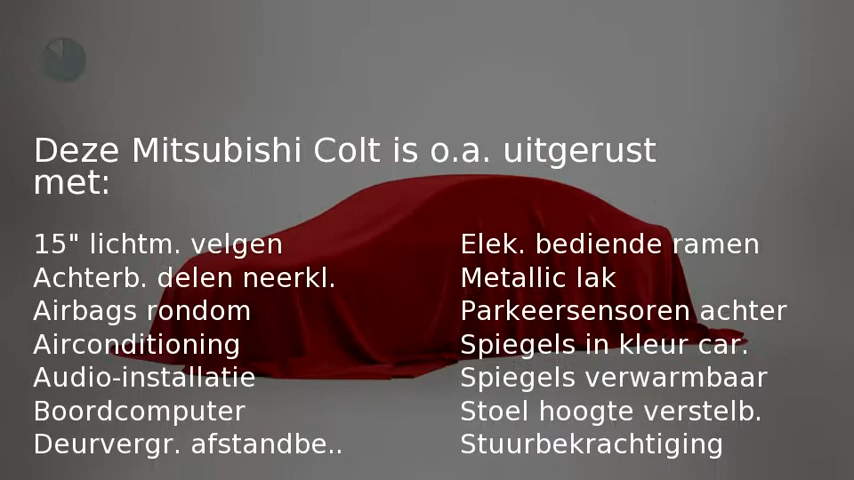 Deze Mitsubishi Colt is o.a. uitgerust
met:
15" lichtm. velgen
Achterb. delen neerkl.
Airbags rondom
Airconditioning
Audio-installatie
Boordcomputer
Deurvergr. afstandbe..
Elek. bediende ramen
Metallic lak
Parkeersensoren achter
Spiegels in kleur car.
Spiegels verwarmbaar
Stoel hoogte verstelb.
Stuurbekrachtiging